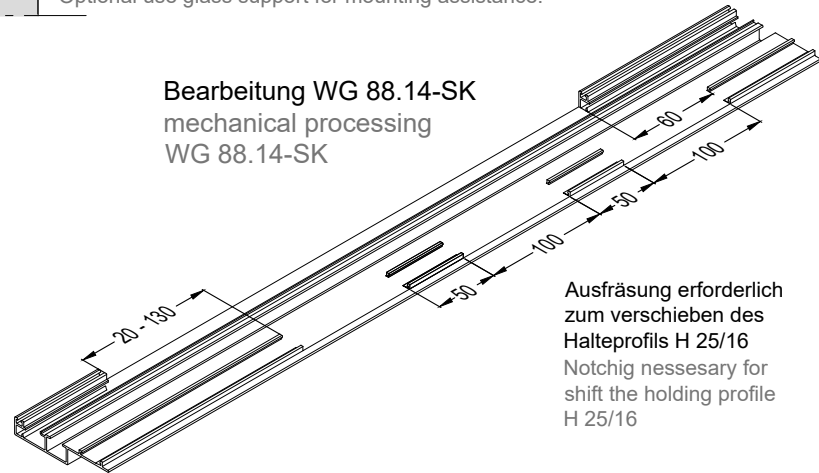 Optional use glass support for mounting assistance.
Bearbeitung WG 88.14-SK
mechanical processing
WG 88.14-SK
60
100
50
100
50
20 - 130
Ausfräsung erforderlich
zum verschieben des
Halteprofils H 25/16
Notchig nessesary for
shift the holding profile
H 25/16